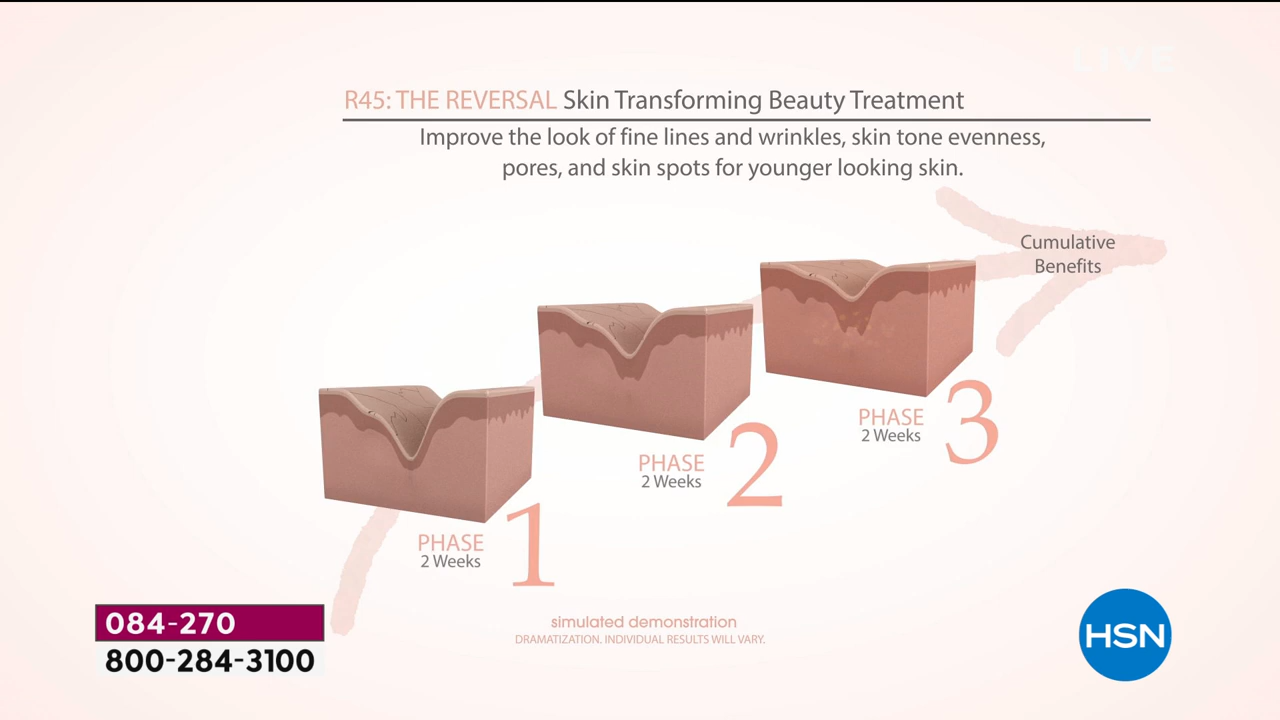 LIVE
R45: THE REVERSAL Skin Transforming Beauty Treatment
Improve the look of fine lines and wrinkles, skin tone evenness,
pores, and skin spots for younger looking skin.
Cumulative
Benefits
PHASE
2 Weeks
3
PHASE
2 Weeks
2
PHASE
2 Weeks
1
simulated demonstration
DRAMATIZATION. INDIVIDUAL RESULTS WILL VARY.
084-270
800-284-3100
HSN